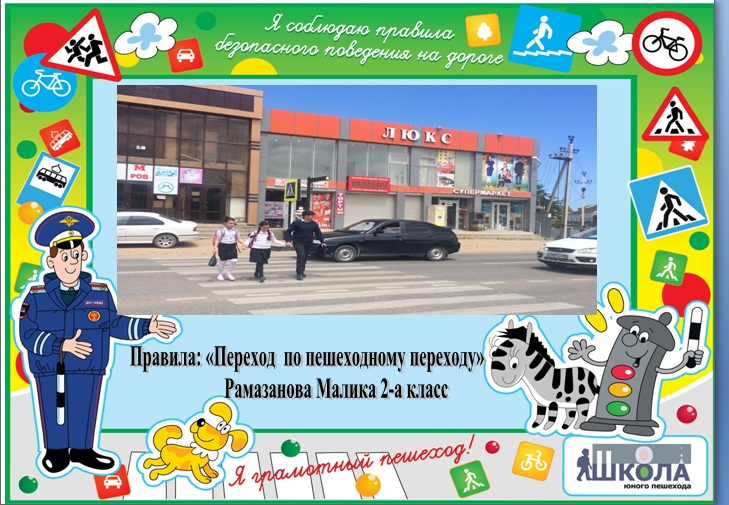 Я соблюдаю правила
безопасного поведения на дороге
ЛЮКС
СУПЕРМАРКЕТ
М
РОВ
Правила: «Переход по пешеходному переходу»
Рамазанова Малика 2-а класс
Я грамотный пешеход!
ШКОЛА
юного пешехода